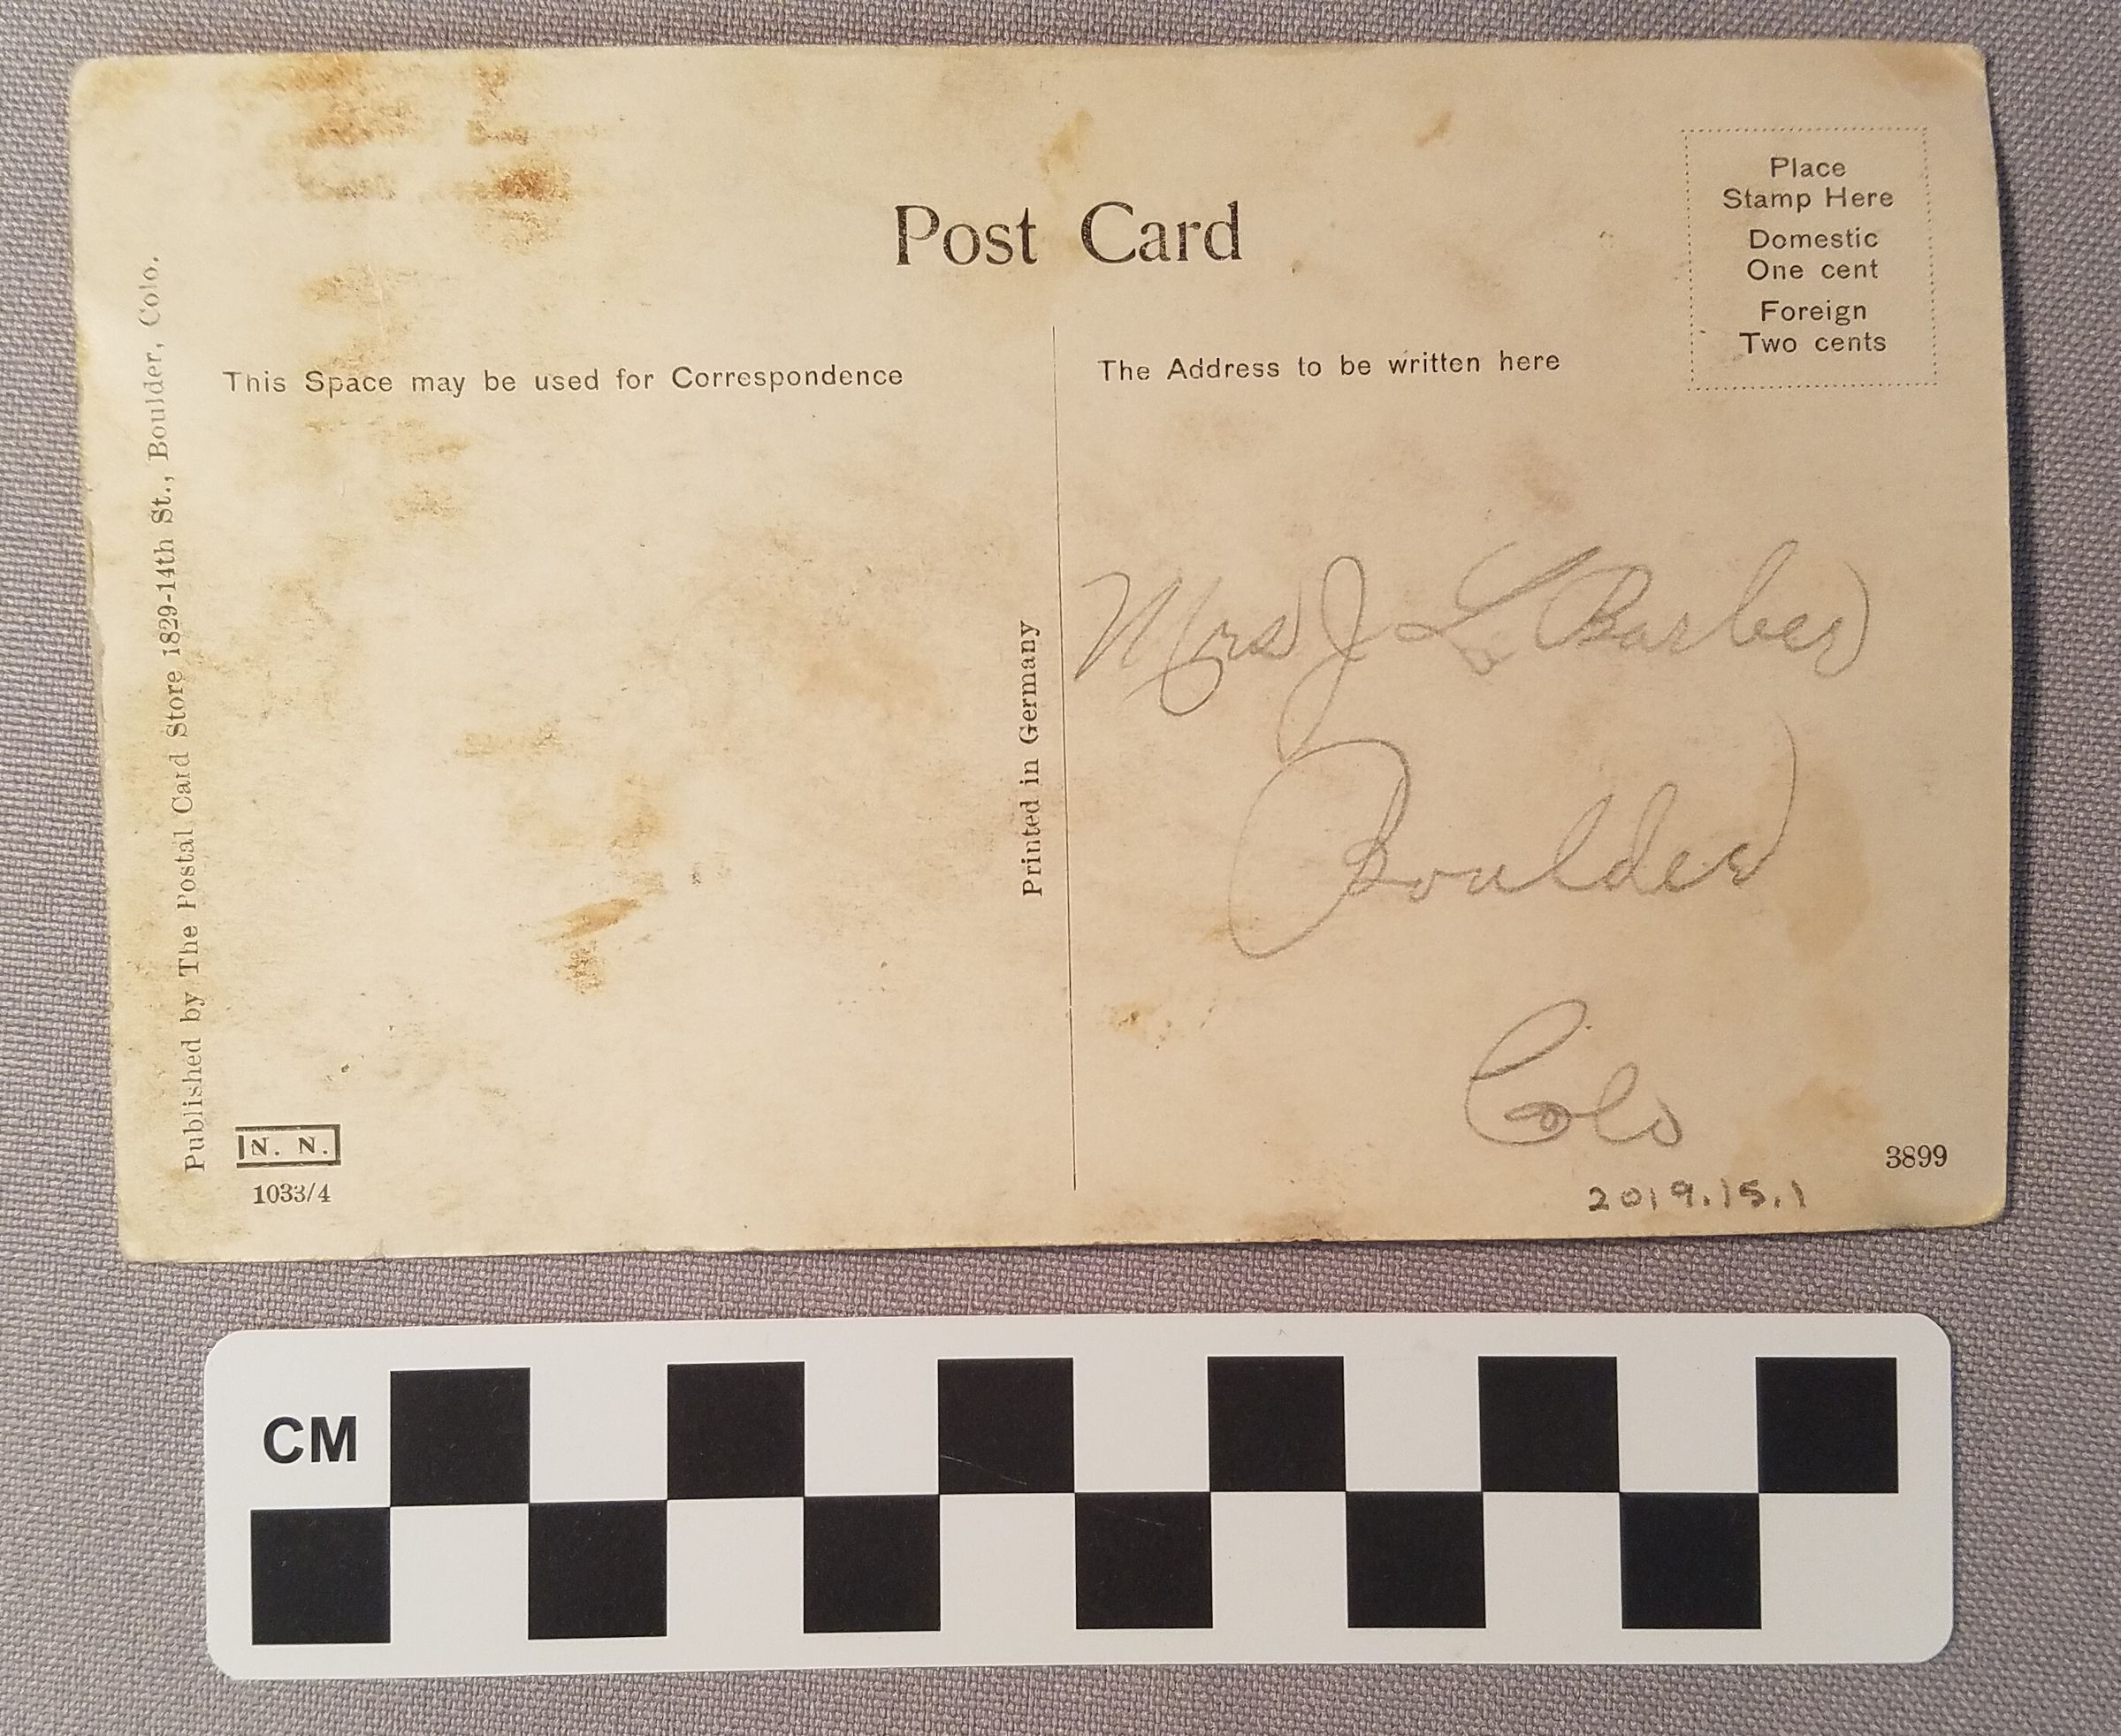 Post Card
Place
Stamp Here
Domestic
One cent
Foreign
Two cents
This Space may be used for Correspondence
The Address to be written here
Published by The Postal Card Store 1829-14th St., Boulder, Colo.
Printed in Germany
Mrs J L Barber
Boulder
Colo
N. N.
1033/4
3899
2019.15.1
CM